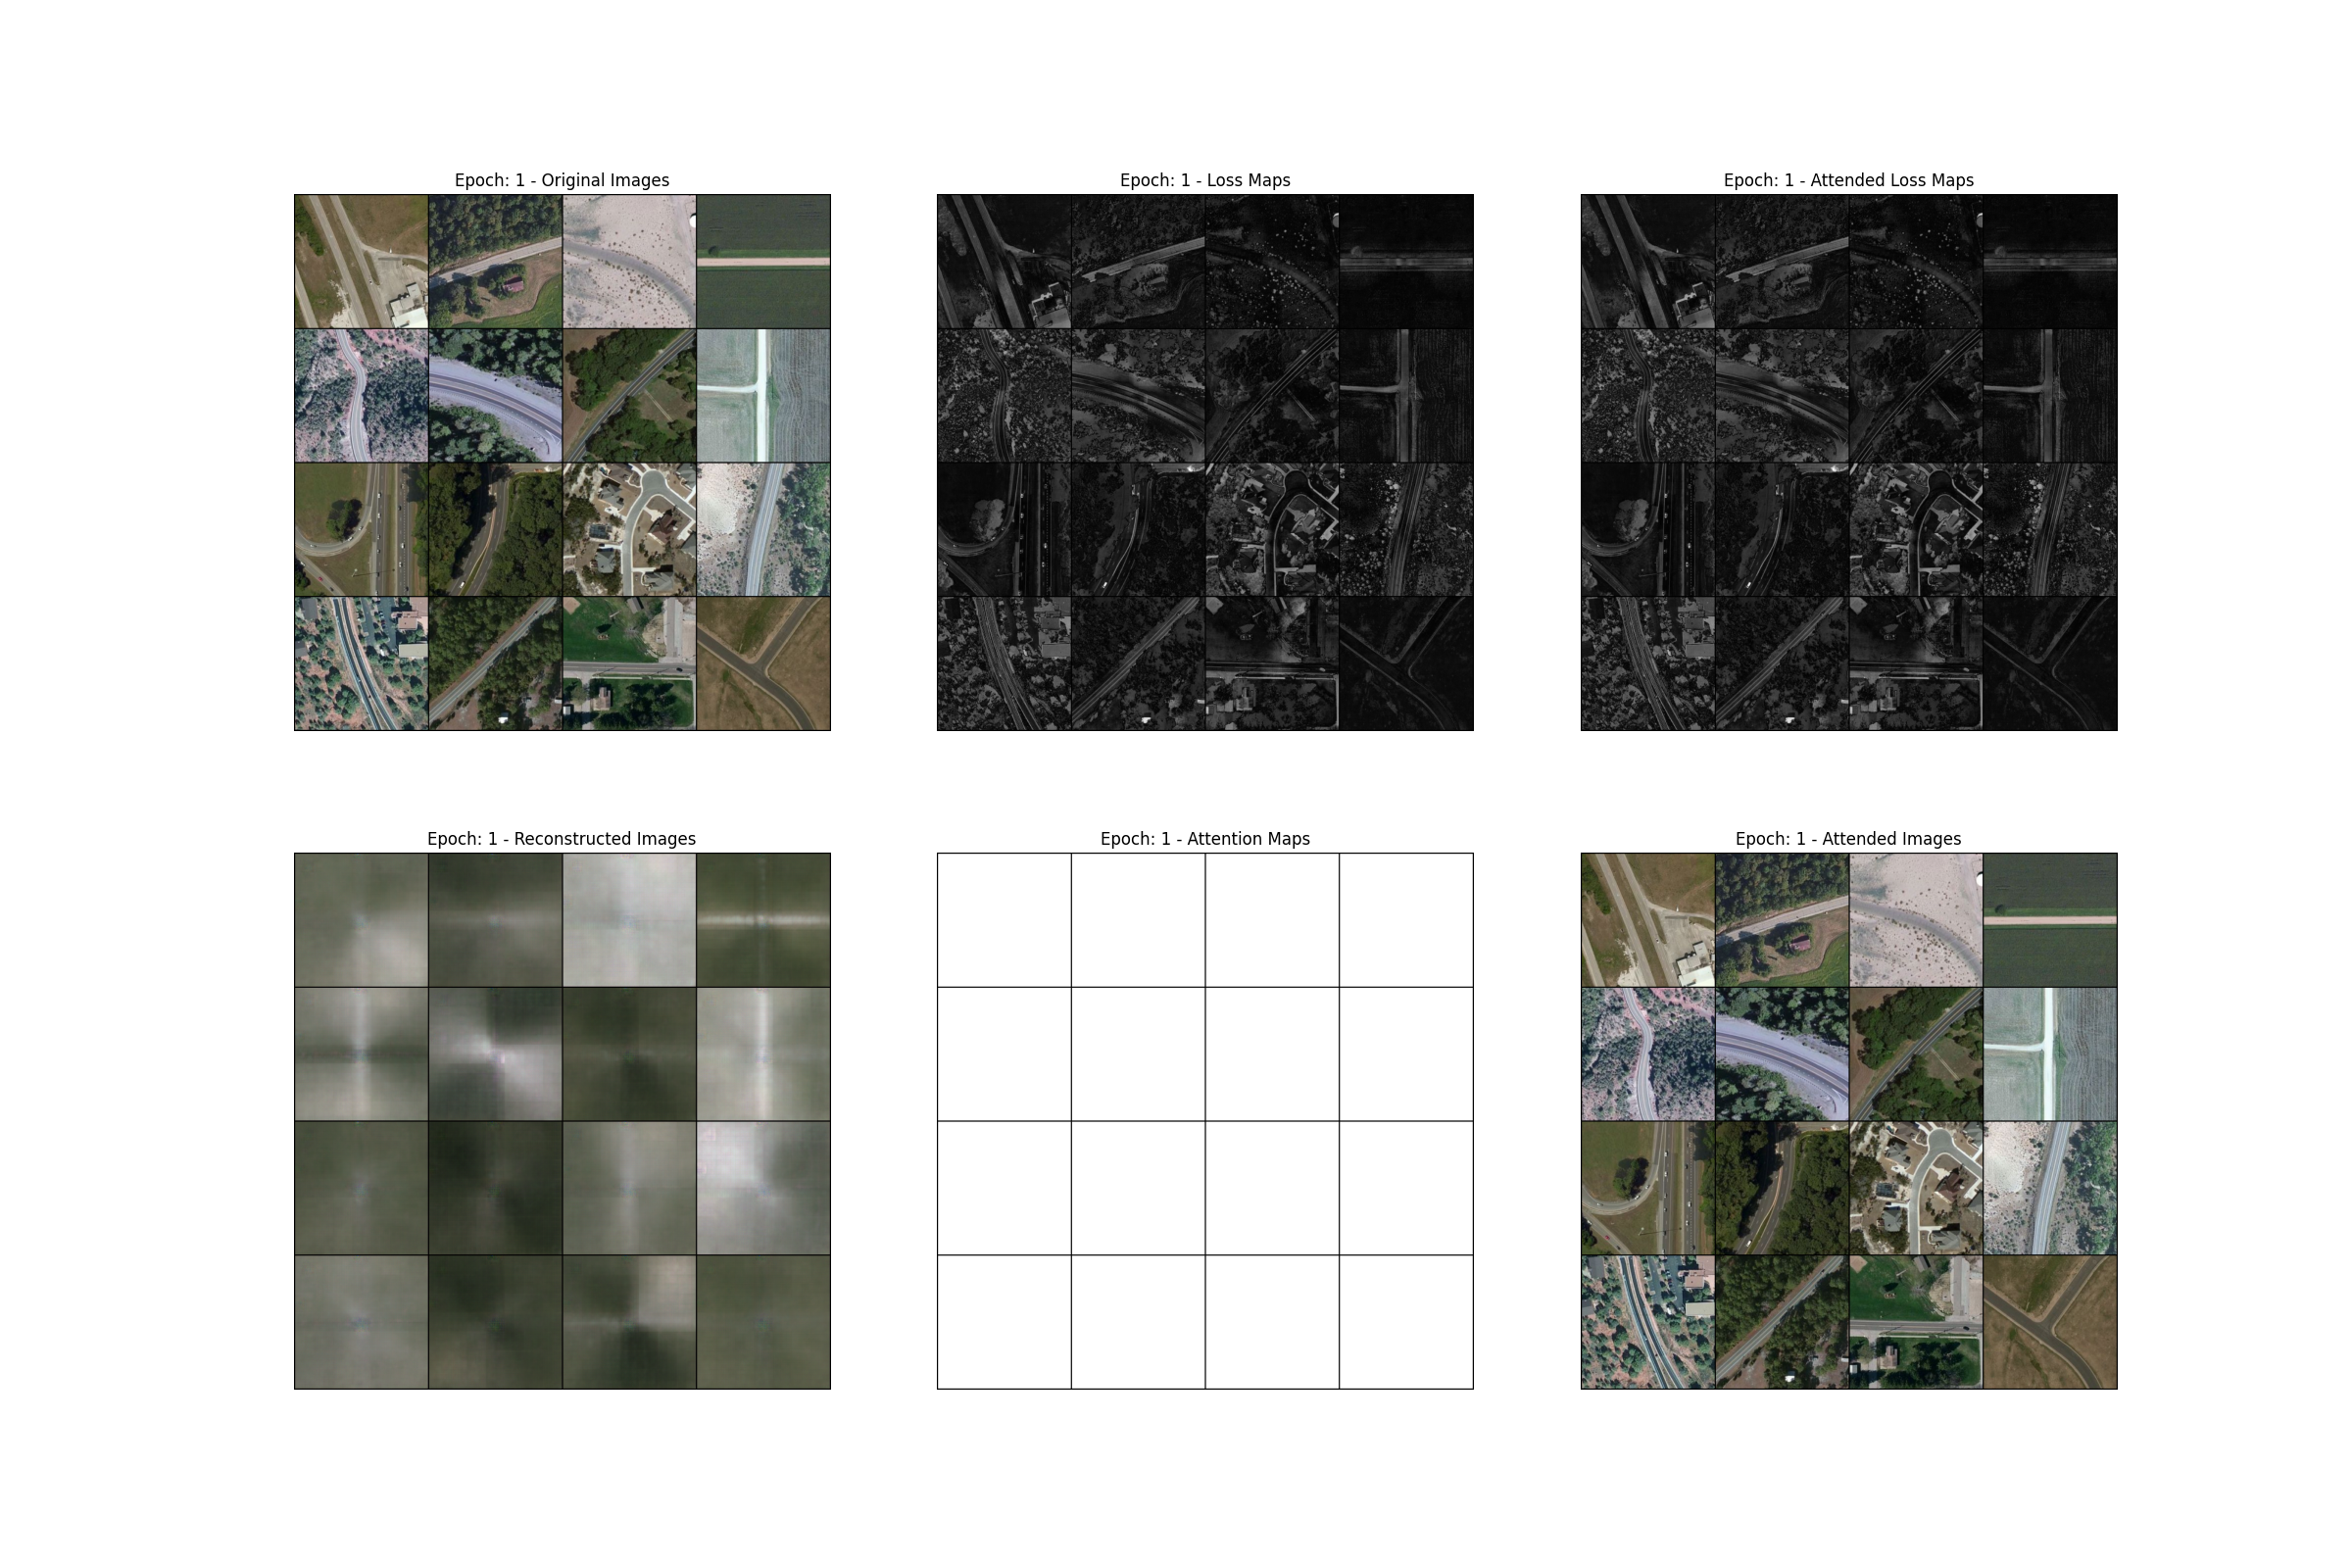 Epoch: 1 - Original Images
Epoch: 1 - Loss Maps
Epoch: 1 - Attended Loss Maps
Epoch: 1 - Reconstructed Images
Epoch: 1 - Attention Maps
Epoch: 1 - Attended Images